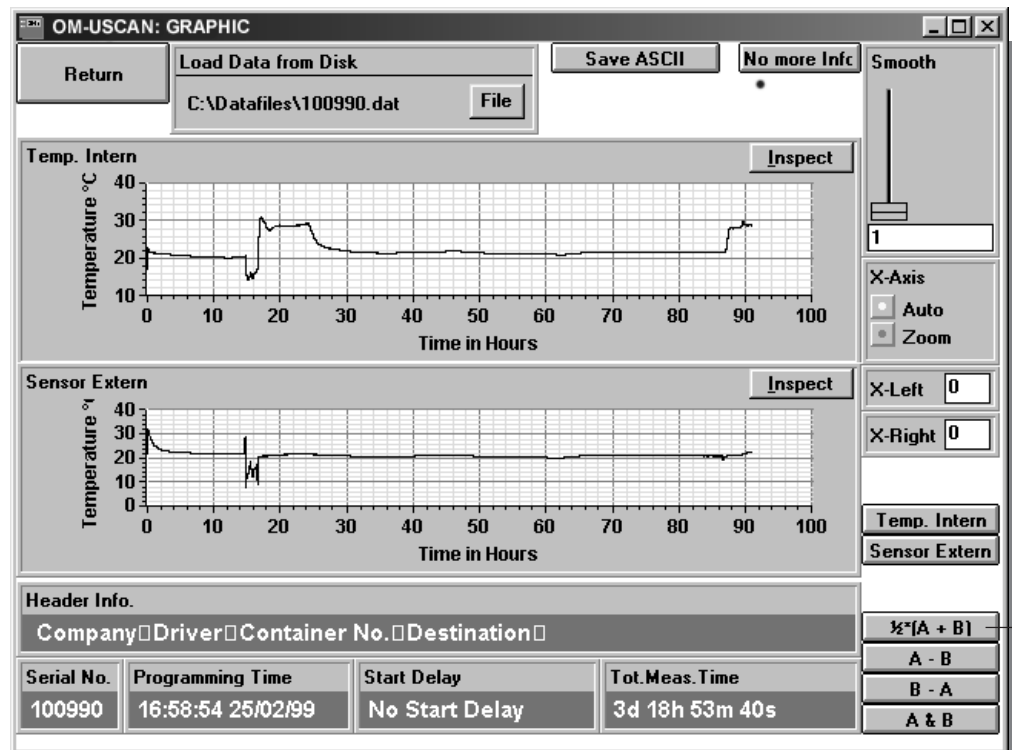 OM-USCAN: GRAPHIC
Return
Load Data from Disk
C:\Datafiles\100990.dat
File
Save ASCII
No more Infc
Smooth
1
Temp. Intern
Inspect
Temperature °C
40
30
20
10
0 10 20 30 40 50 60 70 80 90 100
Time in Hours
X-Axis
Auto
Zoom
Sensor Extern
Inspect
Temperature °
40
30
20
10
0
0 10 20 30 40 50 60 70 80 90 100
Time in Hours
X-Left 0
X-Right 0
Temp. Intern
Sensor Extern
Header Info.
Company▯Driver▯Container No.▯Destination▯
½*(A + B)
A - B
B - A
A & B
Serial No.
100990
Programming Time
16:58:54 25/02/99
Start Delay
No Start Delay
Tot.Meas.Time
3d 18h 53m 40s